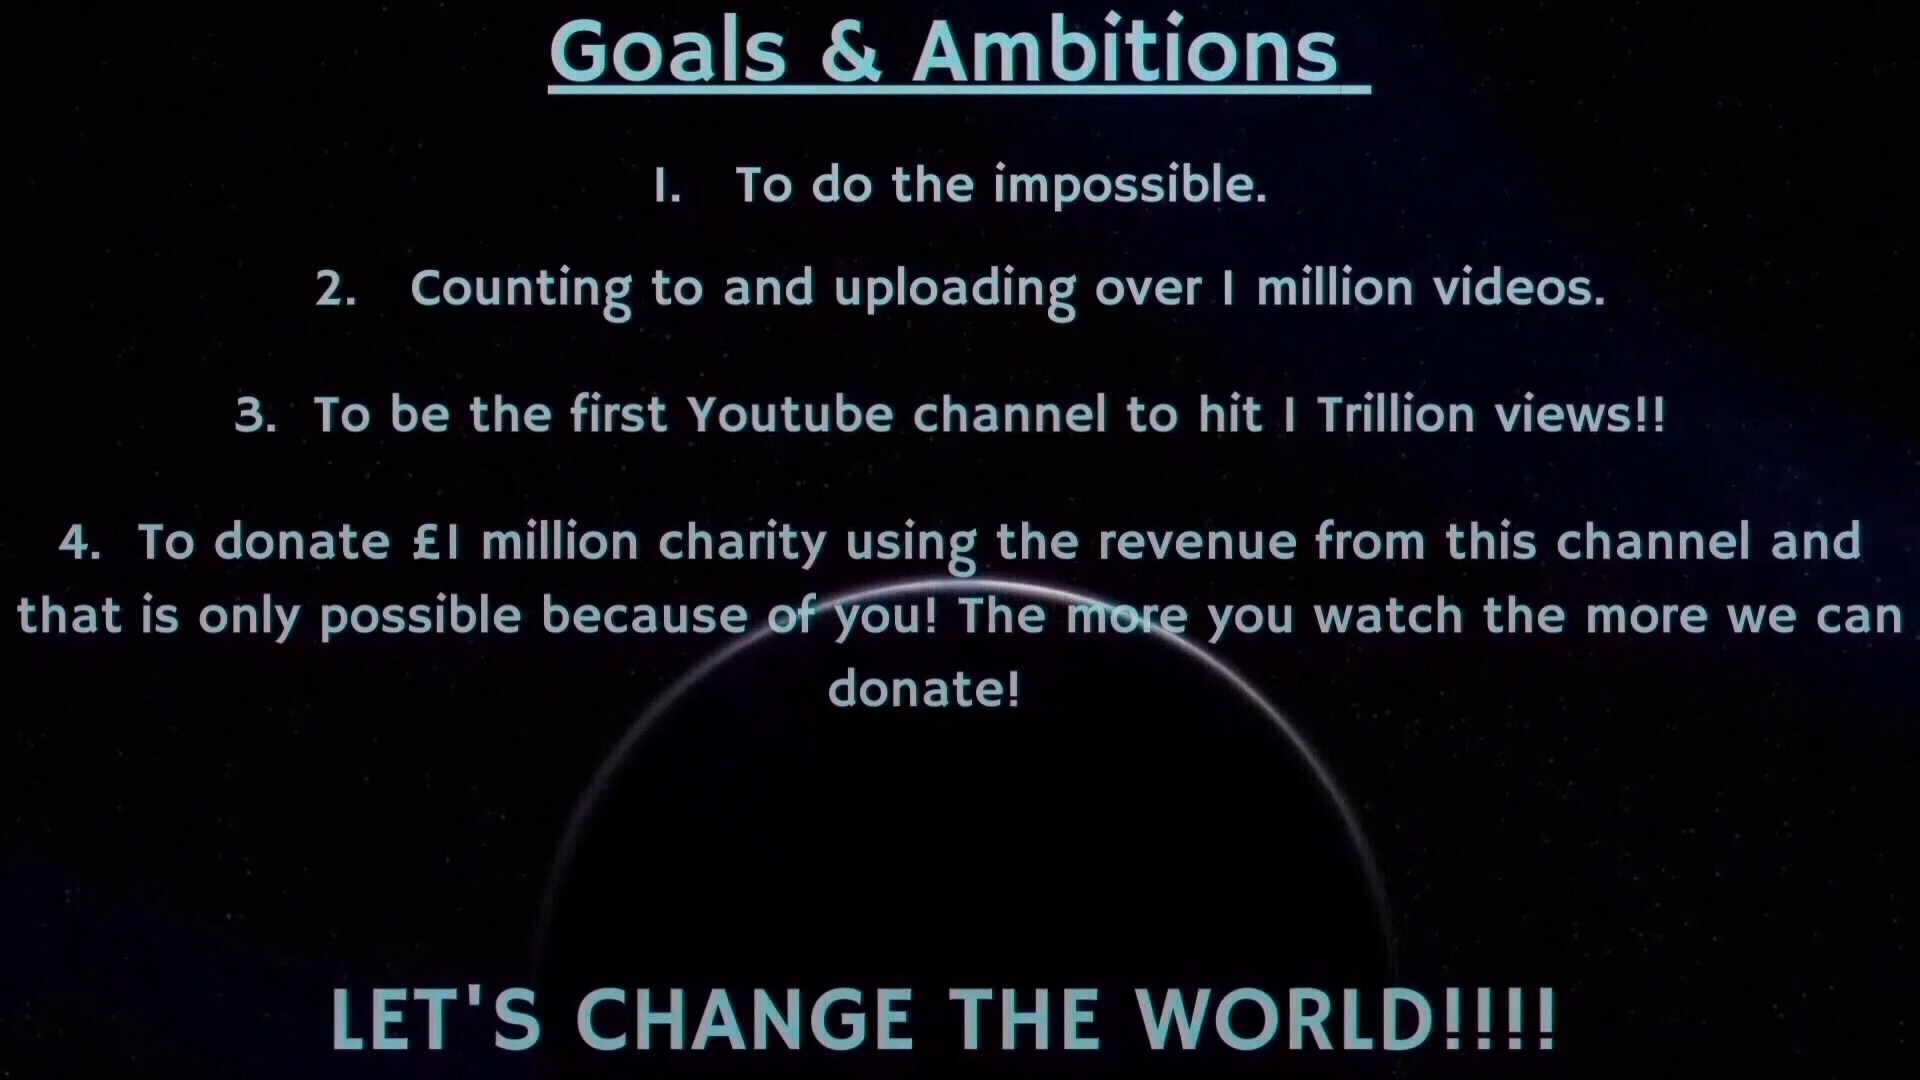 Goals & Ambitions
1. To do the impossible.
2. Counting to and uploading over 1 million videos.
3. To be the first Youtube channel to hit 1 Trillion views!!
4. To donate £1 million charity using the revenue from this channel and
that is only possible because of you! The more you watch the more we can
donate!
LET'S CHANGE THE WORLD!!!!